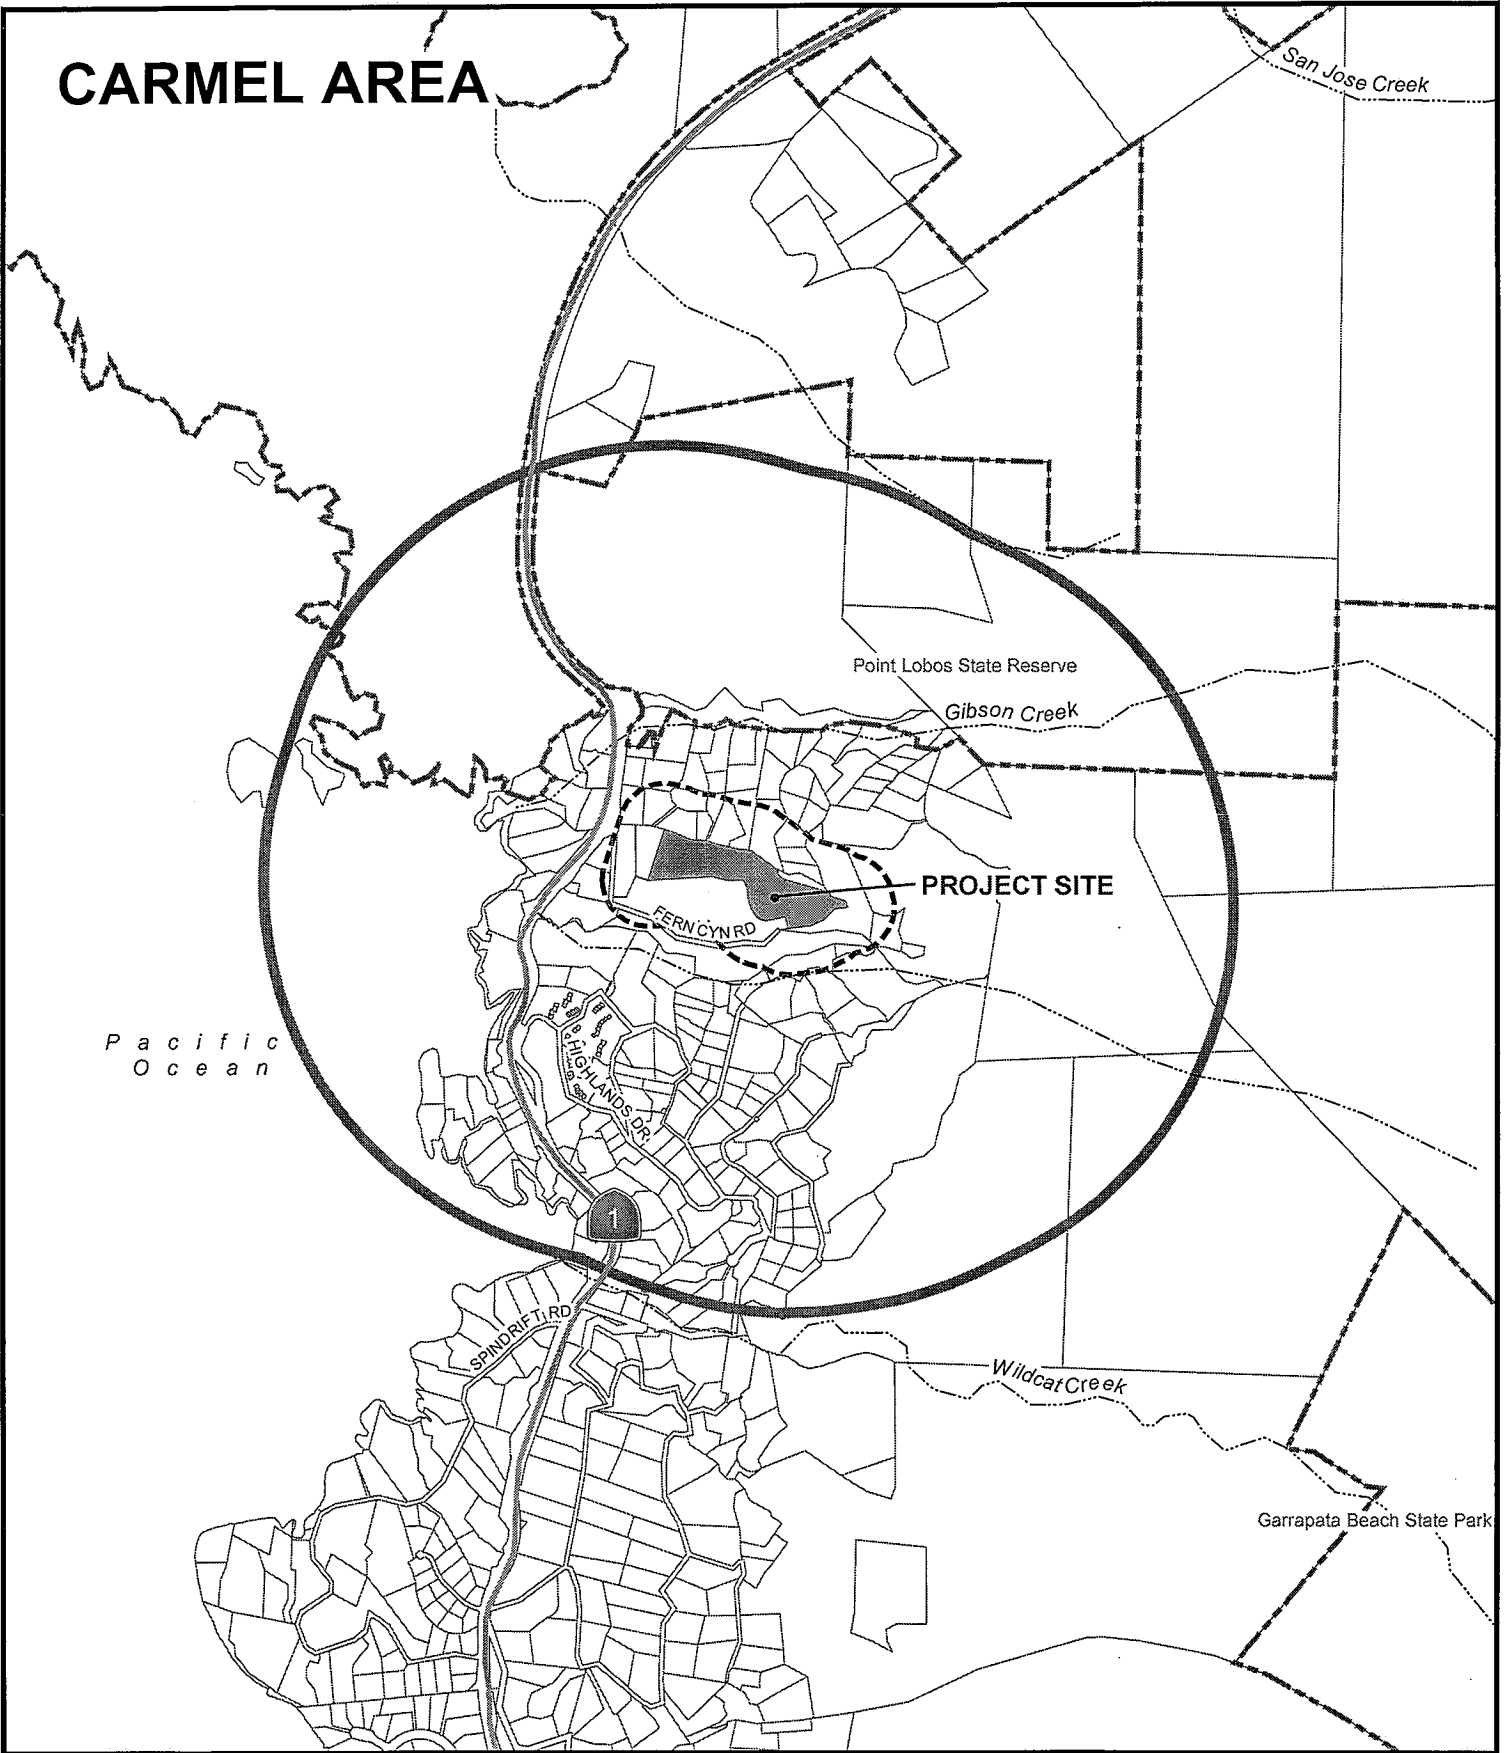 CARMEL AREA
San Jose Creek
Point Lobos State Reserve
Gibson Creek
PROJECT SITE
FERN CYN RD
Pacific
Ocean
HIGHLANDS DR
1
SPINDRIFT RD
Wildcat Creek
Garrapata Beach State Park